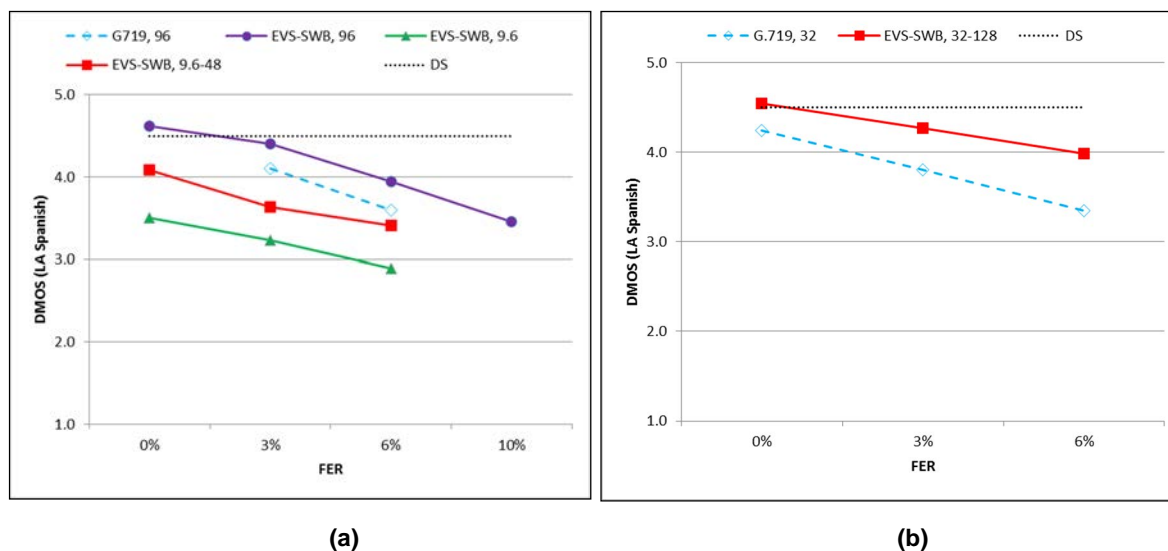 G719, 96 EVS-SWB, 96 EVS-SWB, 9.6
EVS-SWB, 9.6-48 DS
5.0
4.0
3.0
2.0
1.0
DMOS (LA Spanish)
0% 3% 6% 10%
FER
(a)
G.719, 32 EVS-SWB, 32-128 DS
5.0
4.0
3.0
2.0
1.0
DMOS (LA Spanish)
0% 3% 6%
FER
(b)